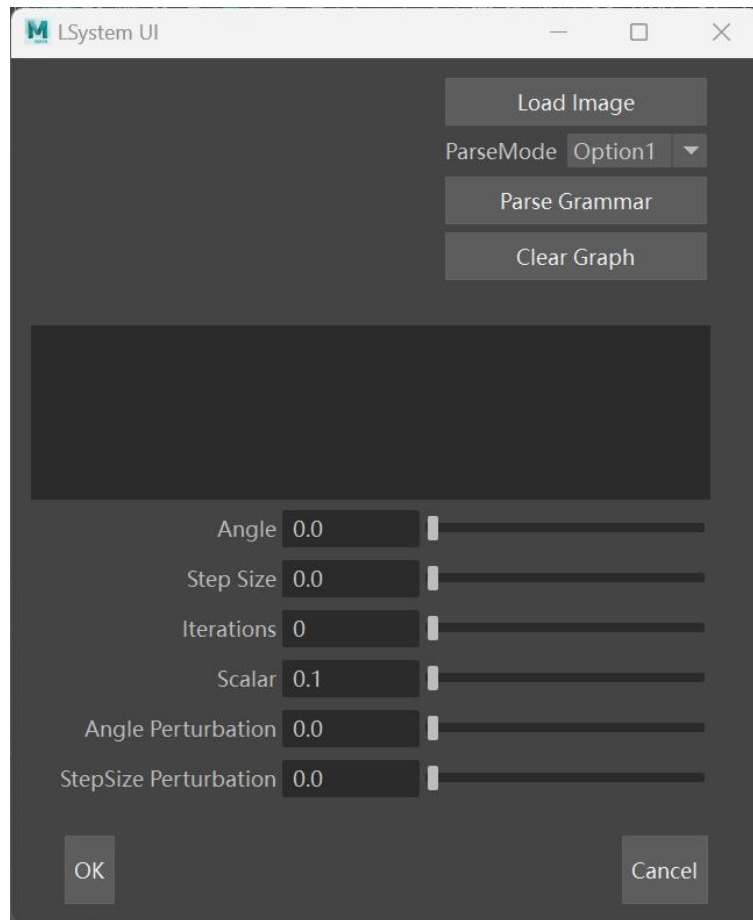 LSystem UI
Load Image
ParseMode Option1
Parse Grammar
Clear Graph
Angle 0.0
Step Size 0.0
Iterations 0
Scalar 0.1
Angle Perturbation 0.0
StepSize Perturbation 0.0
OK Cancel